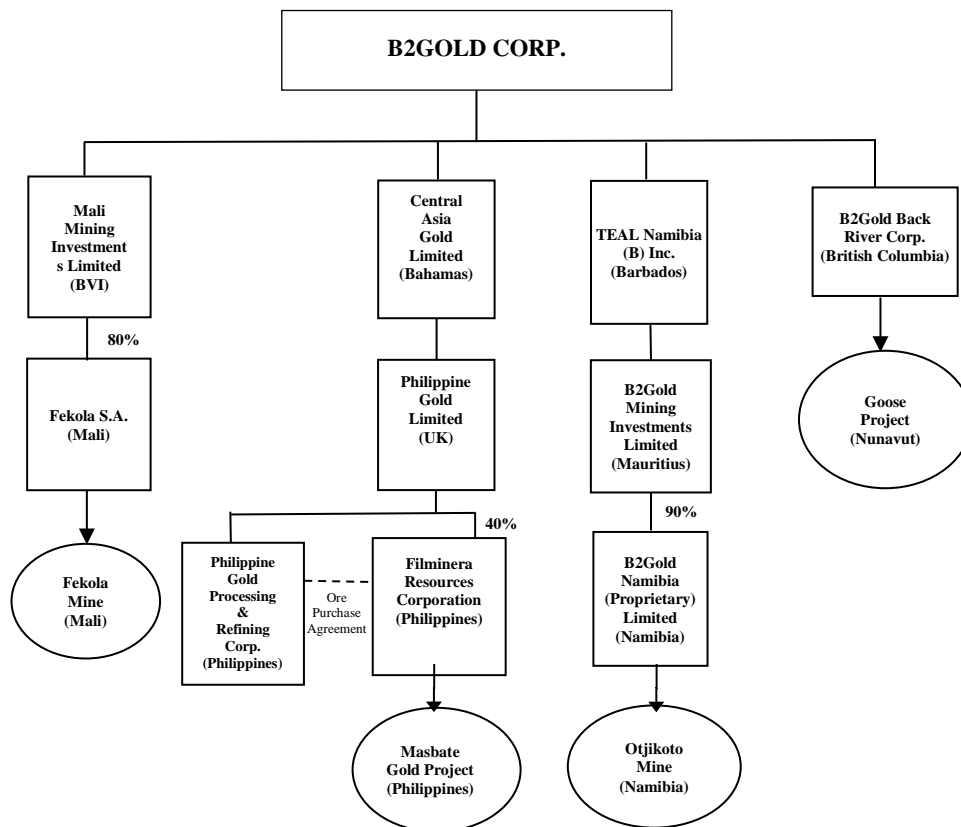 B2GOLD CORP.
Mali
Mining
Investment
s Limited
(BVI)
Central
Asia
Gold
Limited
(Bahamas)
TEAL Namibia
(B) Inc.
(Barbados)
B2Gold Back
River Corp.
(British Columbia)
80%
Fekola S.A.
(Mali)
Philippine
Gold
Limited
(UK)
B2Gold
Mining
Investments
Limited
(Mauritius)
Goose
Project
(Nunavut)
40%
90%
Fekola
Mine
(Mali)
Philippine
Gold
Processing
&
Refining
Corp.
(Philippines)
Ore
Purchase
Agreement
Filminera
Resources
Corporation
(Philippines)
B2Gold
Namibia
(Proprietary)
Limited
(Namibia)
Masbate
Gold Project
(Philippines)
Otjikoto
Mine
(Namibia)